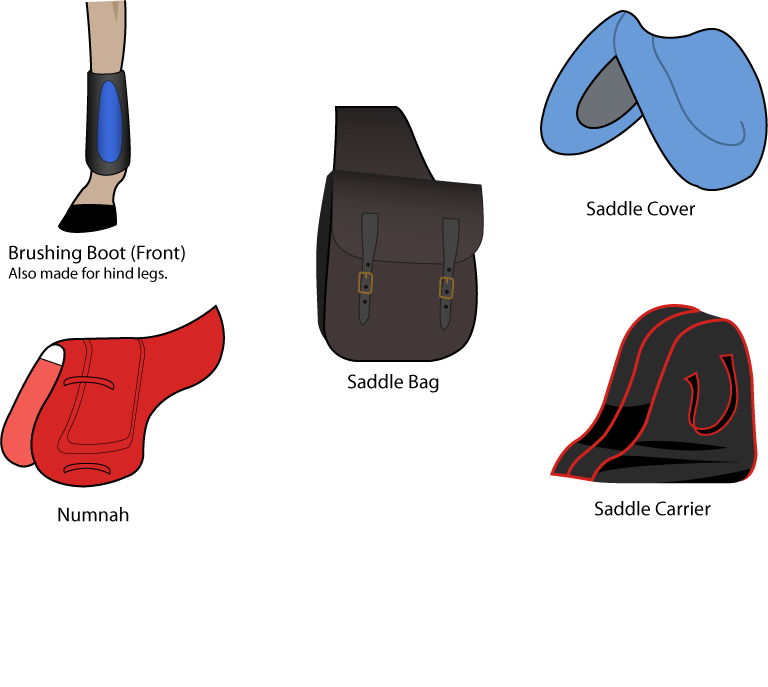 Brushing Boot (Front)
Also made for hind legs.
Saddle Bag
Saddle Cover
Numnah
Saddle Carrier